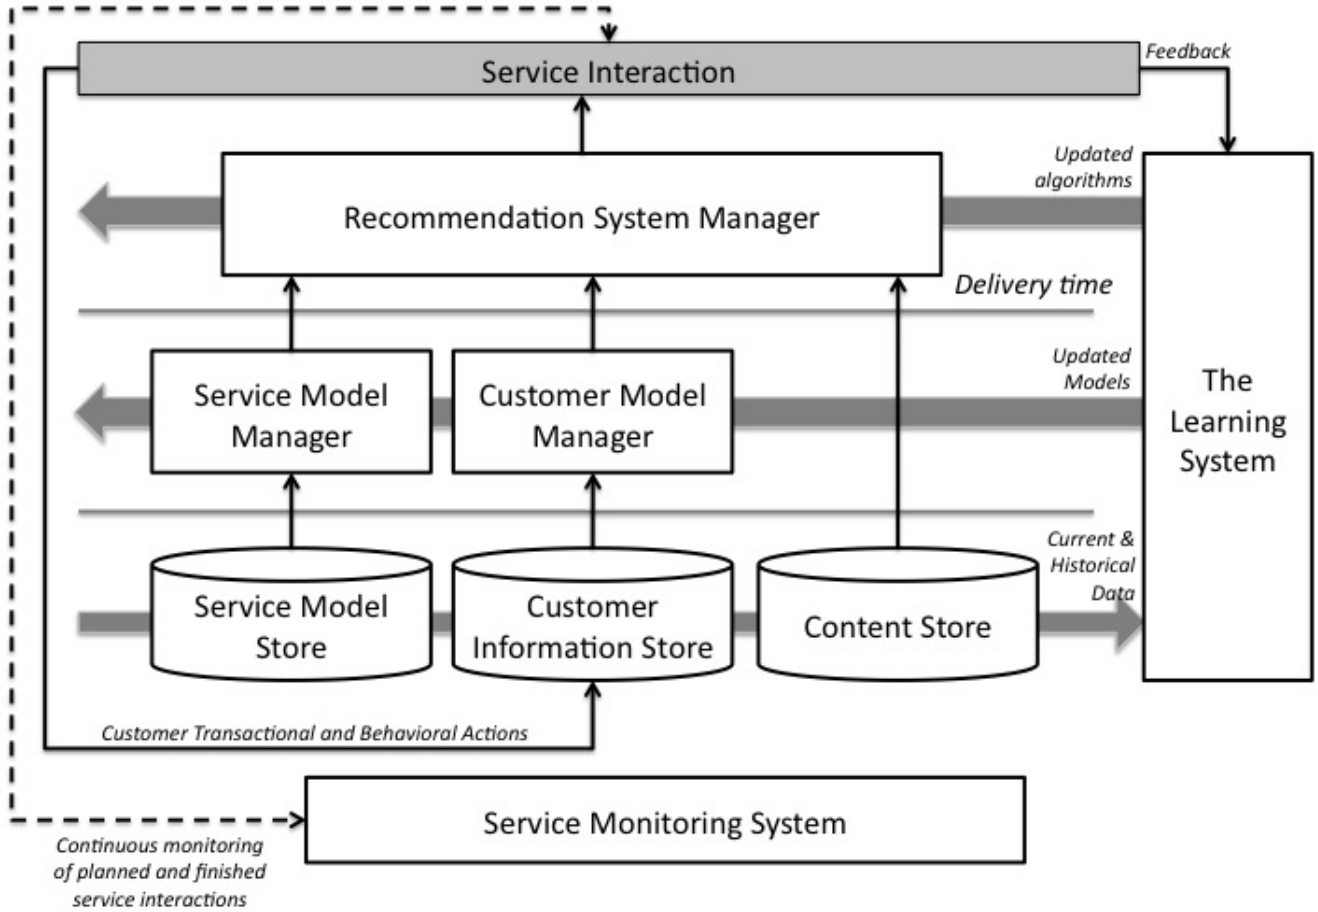 Feedback
Service Interaction
Updated
algorithms
Recommendation System Manager
Delivery time
Updated
Models
Service Model
Manager
Customer Model
Manager
The
Learning
System
Current &
Historical
Data
Service Model
Store
Customer
Information Store
Content Store
Customer Transactional and Behavioral Actions
Service Monitoring System
Continuous monitoring
of planned and finished
service interactions